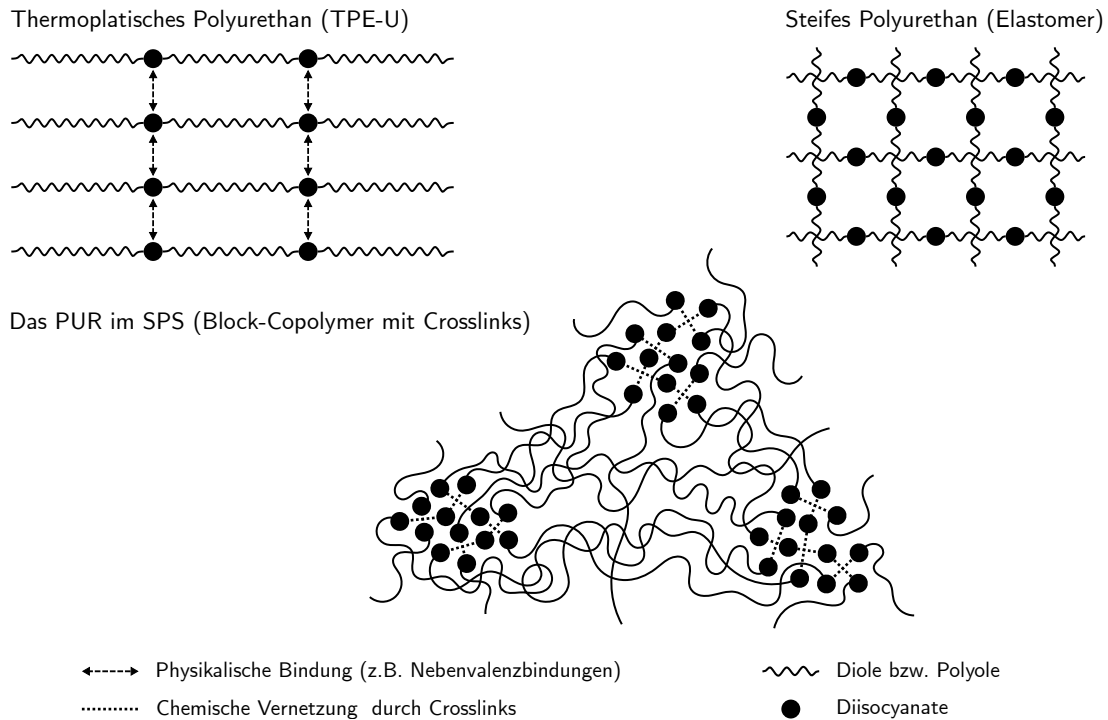 Thermoplatisches Polyurethan (TPE-U)
Steifes Polyurethan (Elastomer)
Das PUR im SPS (Block-Copolymer mit Crosslinks)
Physikalische Bindung (z.B. Nebenvalenzbindungen)
Diole bzw. Polyole
Chemische Vernetzung durch Crosslinks
Diisocyanate